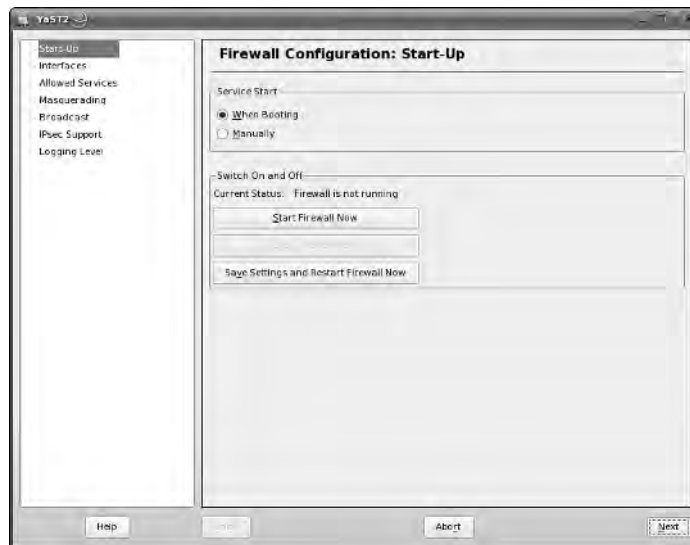 YaST2
Start-Up
Interfaces
Allowed Services
Masquerading
Broadcast
IPsec Support
Logging Level
Firewall Configuration: Start-Up
Service Start
When Booting
Manually
Switch On and Off
Current Status: Firewall is not running
Start Firewall Now
Save Settings and Restart Firewall Now
Help
Abort
Next